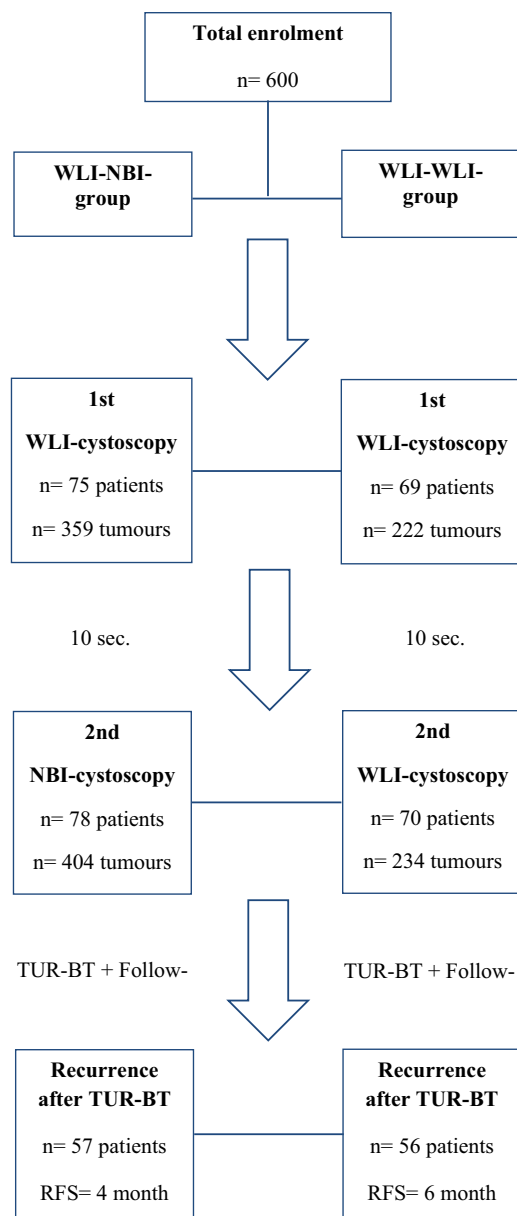 Total enrolment
n= 600
WLI-NBI-
group
WLI-WLI-
group
1st
WLI-cystoscopy
n= 75 patients
n= 359 tumours
1st
WLI-cystoscopy
n= 69 patients
n= 222 tumours
10 sec.
10 sec.
2nd
NBI-cystoscopy
n= 78 patients
n= 404 tumours
2nd
WLI-cystoscopy
n= 70 patients
n= 234 tumours
TUR-BT + Follow-
TUR-BT + Follow-
Recurrence
after TUR-BT
n= 57 patients
RFS= 4 month
Recurrence
after TUR-BT
n= 56 patients
RFS= 6 month